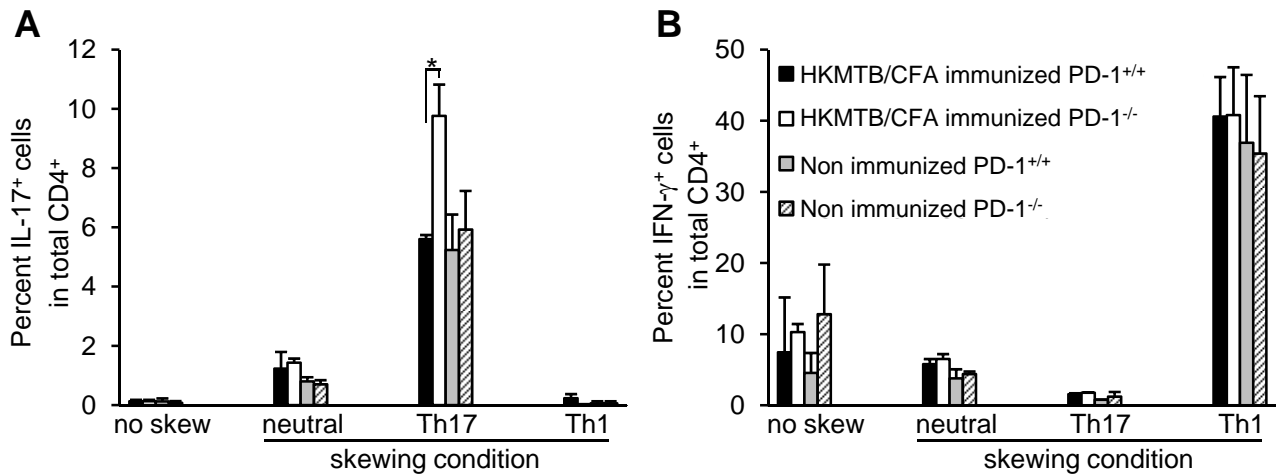 A
12
10
8
6
4
2
0
Percent IL-17⁺ cells
in total CD4⁺
*
no skew neutral Th17 Th1
skewing condition
B
50
40
30
20
10
0
Percent IFN-γ⁺ cells
in total CD4⁺
HKMTB/CFA immunized PD-1⁺/⁺
HKMTB/CFA immunized PD-1⁻/⁻
Non immunized PD-1⁺/⁺
Non immunized PD-1⁻/⁻
no skew neutral Th17 Th1
skewing condition